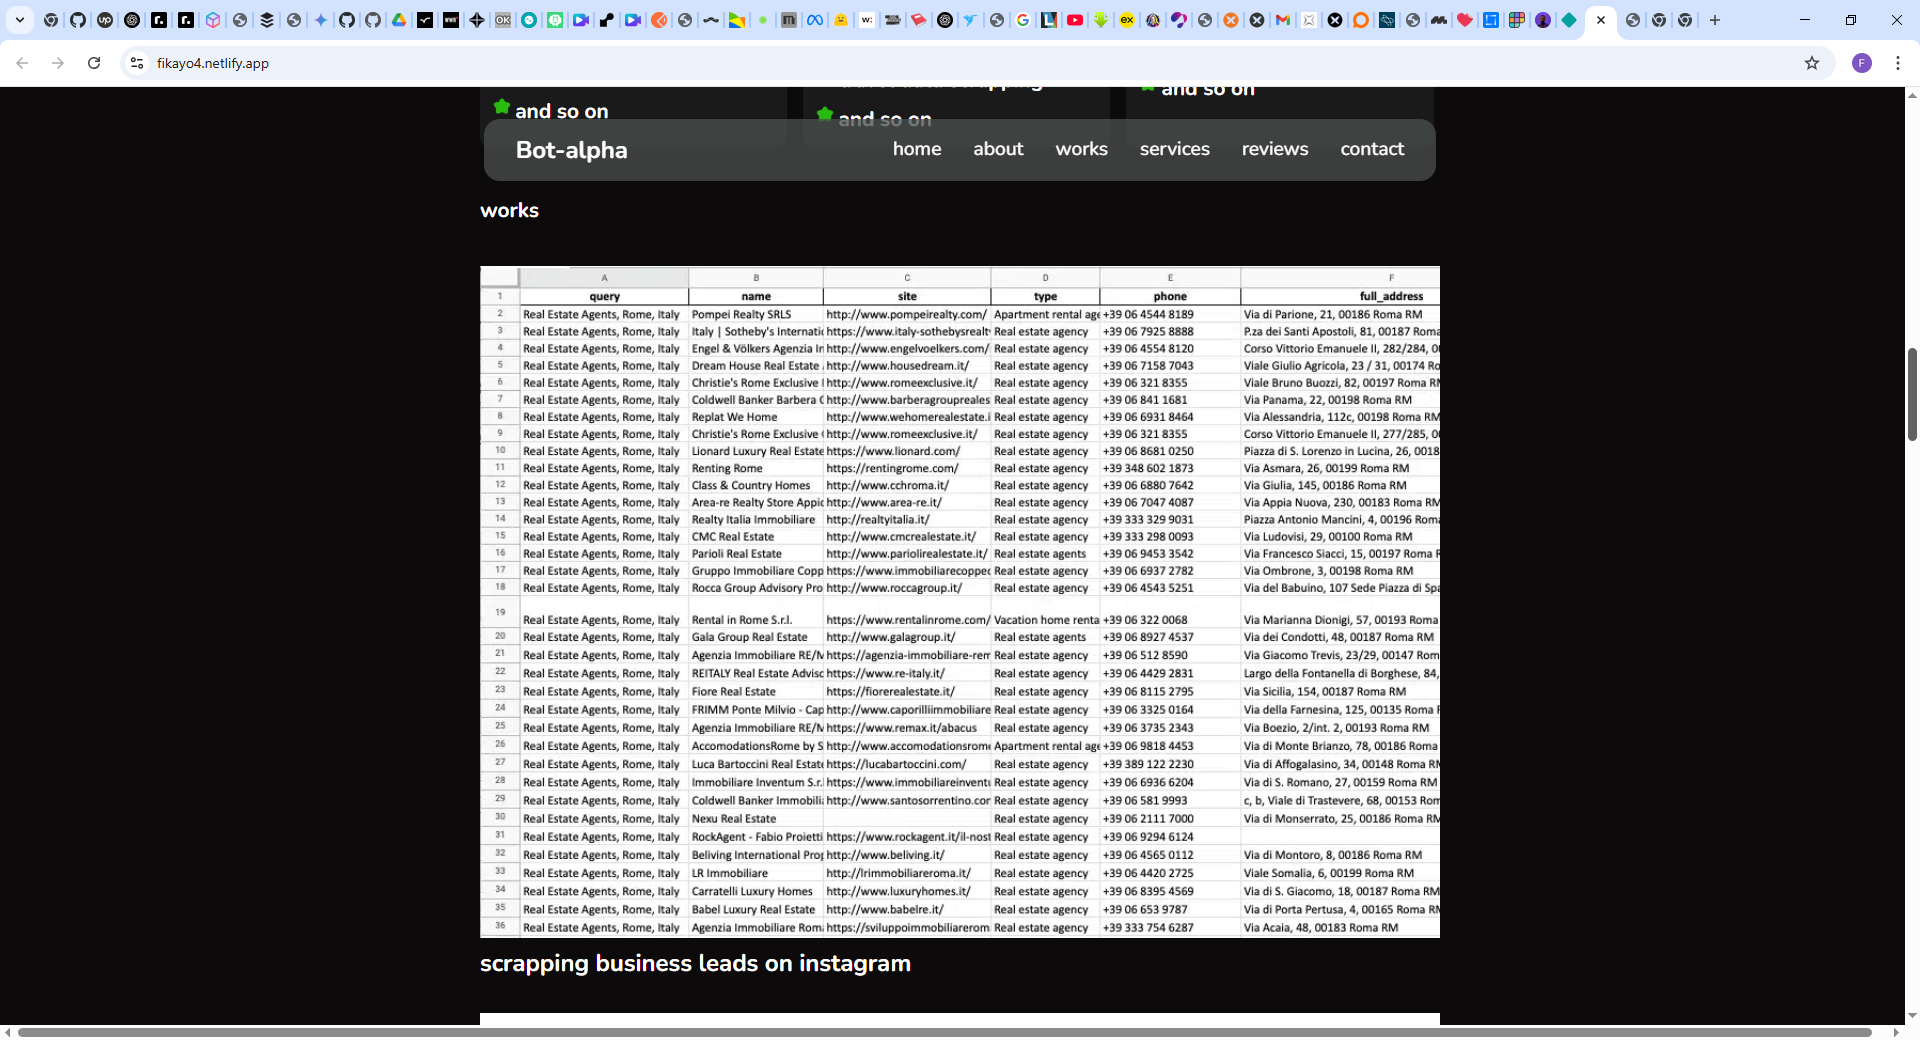 fikayo4.netlify.app
F
and so on
and so on
and so on
Bot-alpha
home about works services reviews contact
works
A B C D E F
1 query name site type phone full_address
2 Real Estate Agents, Rome, Italy Pompei Realty SRLS http://www.pompeirealty.com/ Apartment rental age +39 06 4544 8189 Via di Parione, 21, 00186 Roma RM
3 Real Estate Agents, Rome, Italy Italy | Sotheby's Internatic https://www.italy-sothebysrealt Real estate agency +39 06 7925 8888 P.za dei Santi Apostoli, 81, 00187 Roma
4 Real Estate Agents, Rome, Italy Engel & Völkers Agenzia In http://www.engelvoelkers.com/ Real estate agency +39 06 4554 8120 Corso Vittorio Emanuele II, 282/284, 0
5 Real Estate Agents, Rome, Italy Dream House Real Estate http://www.housedream.it/ Real estate agency +39 06 7158 7043 Viale Giulio Agricola, 23 / 31, 00174 Ro
6 Real Estate Agents, Rome, Italy Christie's Rome Exclusive http://www.romeexclusive.it/ Real estate agency +39 06 321 8355 Viale Bruno Buozzi, 82, 00197 Roma RM
7 Real Estate Agents, Rome, Italy Coldwell Banker Barbera G http://www.barberagroupreales Real estate agency +39 06 841 1681 Via Panama, 22, 00198 Roma RM
8 Real Estate Agents, Rome, Italy Replat We Home http://www.wehomerealestate.i Real estate agency +39 06 6931 8464 Via Alessandria, 112c, 00198 Roma RM
9 Real Estate Agents, Rome, Italy Christie's Rome Exclusive http://www.romeexclusive.it/ Real estate agency +39 06 321 8355 Corso Vittorio Emanuele II, 277/285, 0
10 Real Estate Agents, Rome, Italy Lionard Luxury Real Estate https://www.lionard.com/ Real estate agency +39 06 8681 0250 Piazza di S. Lorenzo in Lucina, 26, 0018
11 Real Estate Agents, Rome, Italy Renting Rome https://rentingrome.com/ Real estate agency +39 348 602 1873 Via Asmara, 26, 00199 Roma RM
12 Real Estate Agents, Rome, Italy Class & Country Homes http://www.cchroma.it/ Real estate agency +39 06 6880 7642 Via Giulia, 145, 00186 Roma RM
13 Real Estate Agents, Rome, Italy Area-re Realty Store Appic http://www.area-re.it/ Real estate agency +39 06 7047 4087 Via Appia Nuova, 230, 00183 Roma RM
14 Real Estate Agents, Rome, Italy Realty Italia Immobiliare http://realtyitalia.it/ Real estate agency +39 333 329 9031 Piazza Antonio Mancini, 4, 00196 Roma
15 Real Estate Agents, Rome, Italy CMC Real Estate http://www.cmcrealestate.it/ Real estate agency +39 333 298 0093 Via Ludovisi, 29, 00100 Roma RM
16 Real Estate Agents, Rome, Italy Parioli Real Estate http://www.pariolirealestate.it/ Real estate agents +39 06 9453 3542 Via Francesco Siacci, 15, 00197 Roma R
17 Real Estate Agents, Rome, Italy Gruppo Immobiliare Copp http://www.immobiliarecopped Real estate agency +39 06 6937 2782 Via Ombrone, 3, 00198 Roma RM
18 Real Estate Agents, Rome, Italy Rocca Group Advisory Pro http://www.roccagroup.it/ Real estate agency +39 06 4543 5251 Via del Babuino, 107 Sede Piazza di Spa
19 Real Estate Agents, Rome, Italy Rental in Rome S.r.l. https://www.rentalinrome.com/ Vacation home renta +39 06 322 0068 Via Marianna Dionigi, 57, 00193 Roma
20 Real Estate Agents, Rome, Italy Gala Group Real Estate http://www.galagroup.it/ Real estate agents +39 06 8927 4537 Via dei Condotti, 48, 00187 Roma RM
21 Real Estate Agents, Rome, Italy Agenzia Immobiliare RE/M https://agenzia-immobiliare-rem Real estate agency +39 06 512 8590 Via Giacomo Trevis, 23/29, 00147 Rom
22 Real Estate Agents, Rome, Italy REITALY Real Estate Advisc https://www.re-italy.it/ Real estate agency +39 06 4429 2831 Largo della Fontanella di Borghese, 84,
23 Real Estate Agents, Rome, Italy Fiore Real Estate https://fiorerealestate.it/ Real estate agency +39 06 8115 2795 Via Sicilia, 154, 00187 Roma RM
24 Real Estate Agents, Rome, Italy FRIMM Ponte Milvio - Cap http://www.caporilliimmobiliare Real estate agency +39 06 3325 0164 Via della Farnesina, 125, 00135 Roma R
25 Real Estate Agents, Rome, Italy Agenzia Immobiliare RE/M https://www.remax.it/abacus Real estate agency +39 06 3735 2343 Via Boezio, 2/int. 2, 00193 Roma RM
26 Real Estate Agents, Rome, Italy AccomodationsRome by S http://www.accomodationsrome Apartment rental age +39 06 9818 4453 Via di Monte Brianzo, 78, 00186 Roma
27 Real Estate Agents, Rome, Italy Luca Bartoccini Real Estat https://lucabartoccini.com/ Real estate agency +39 389 122 2230 Via di Affogalasino, 34, 00148 Roma RM
28 Real Estate Agents, Rome, Italy Immobiliare Inventum S.r. http://www.immobiliareinvent Real estate agency +39 06 6936 6204 Via di S. Romano, 27, 00159 Roma RM
29 Real Estate Agents, Rome, Italy Coldwell Banker Immobili http://www.santosorrentino.cor Real estate agency +39 06 581 9993 c, b, Viale di Trastevere, 68, 00153 Rom
30 Real Estate Agents, Rome, Italy Nexu Real Estate Real estate agency +39 06 2111 7000 Via di Monserrato, 25, 00186 Roma RM
31 Real Estate Agents, Rome, Italy RockAgent - Fabio Proietti https://www.rockagent.it/il-nost Real estate agency +39 06 9294 6124
32 Real Estate Agents, Rome, Italy Beliving International Prop http://www.beliving.it/ Real estate agency +39 06 4565 0112 Via di Montoro, 8, 00186 Roma RM
33 Real Estate Agents, Rome, Italy LR Immobiliare http://lrimmobiliareroma.it/ Real estate agency +39 06 4420 2725 Viale Somalia, 6, 00199 Roma RM
34 Real Estate Agents, Rome, Italy Carratelli Luxury Homes http://www.luxuryhomes.it/ Real estate agency +39 06 8395 4569 Via di S. Giacomo, 18, 00187 Roma RM
35 Real Estate Agents, Rome, Italy Babel Luxury Real Estate http://www.babelre.it/ Real estate agency +39 06 653 9787 Via di Porta Pertusa, 4, 00165 Roma RM
36 Real Estate Agents, Rome, Italy Agenzia Immobiliare Rom https://sviluppoimmobiliarerom Real estate agency +39 333 754 6287 Via Acaia, 48, 00183 Roma RM
scrapping business leads on instagram